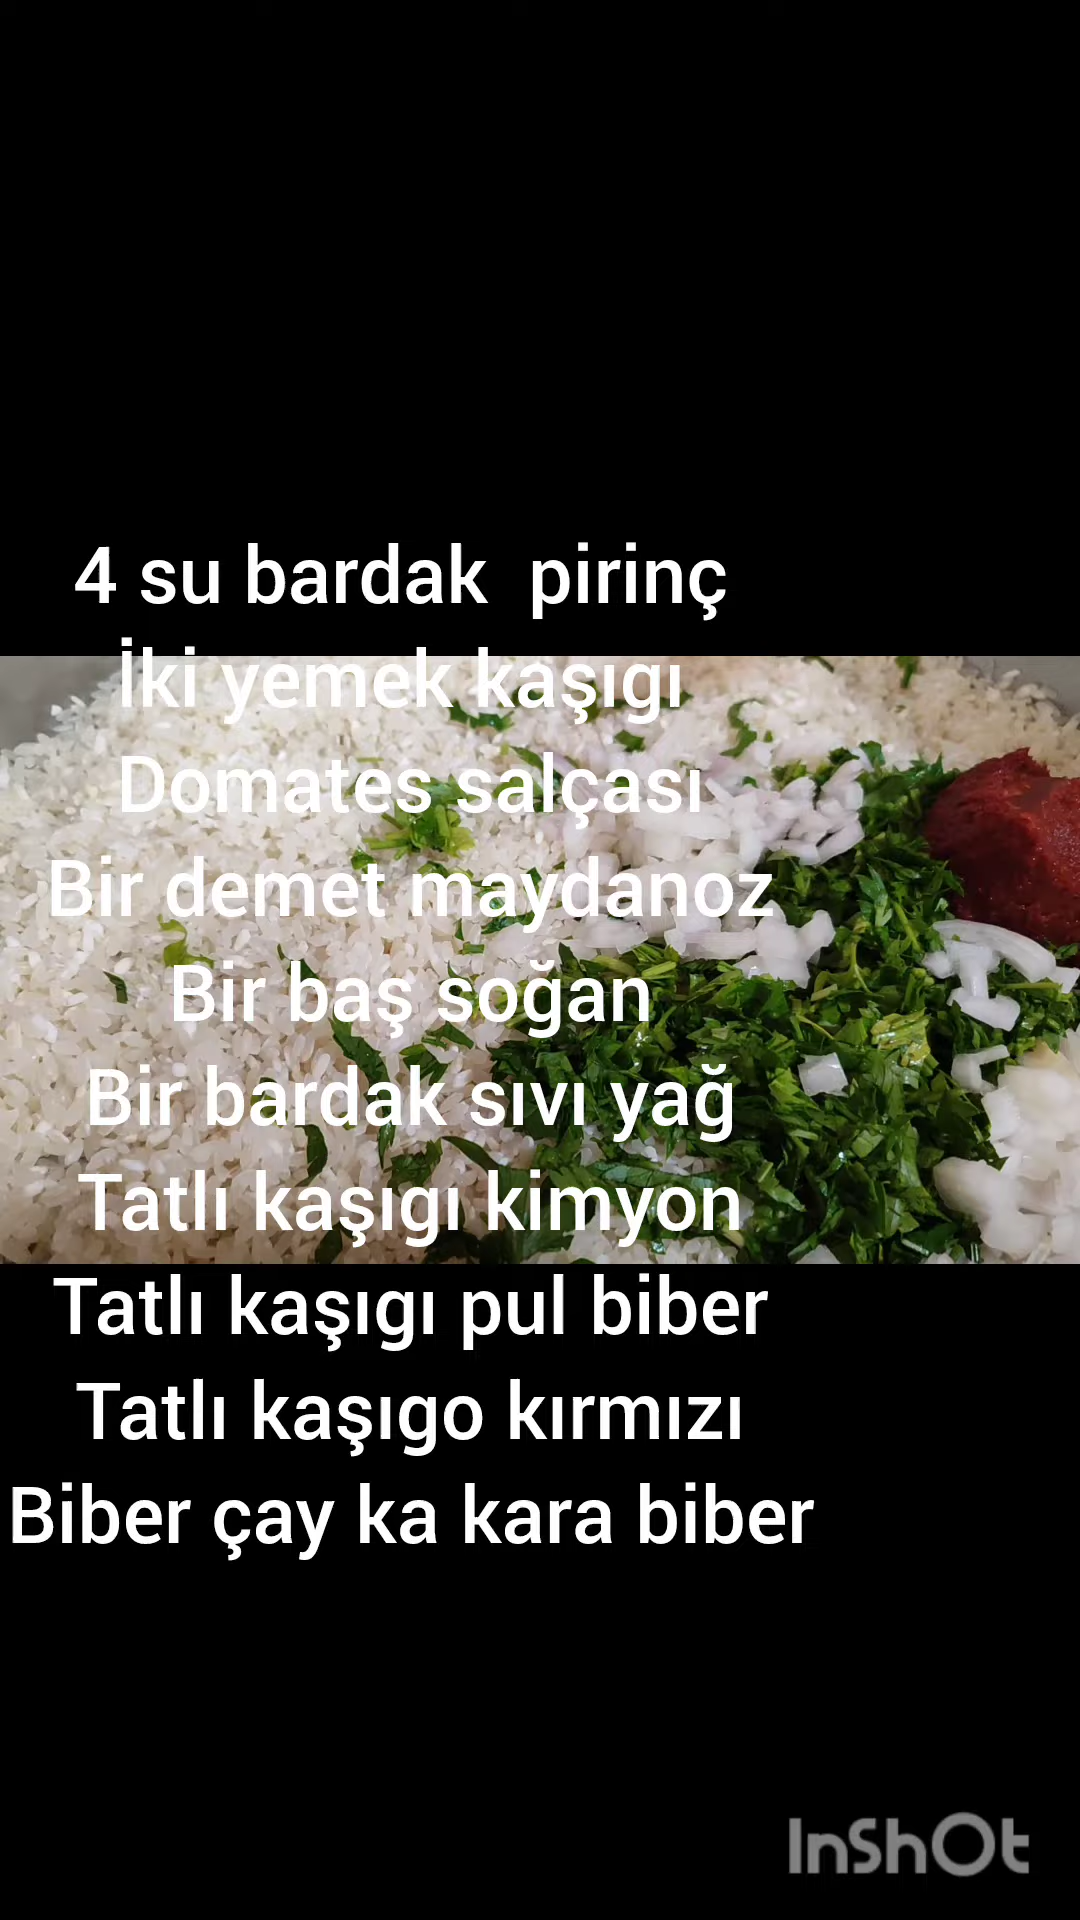 4 su bardak  pirinç
İki yemek kaşıgı
Domates salçası
Bir demet maydanoz
Bir baş soğan
Bir bardak sıvı yağ
Tatlı kaşıgı kimyon
Tatlı kaşıgı pul biber
Tatlı kaşıgo kırmızı
Biber çay ka kara biber
InShOt